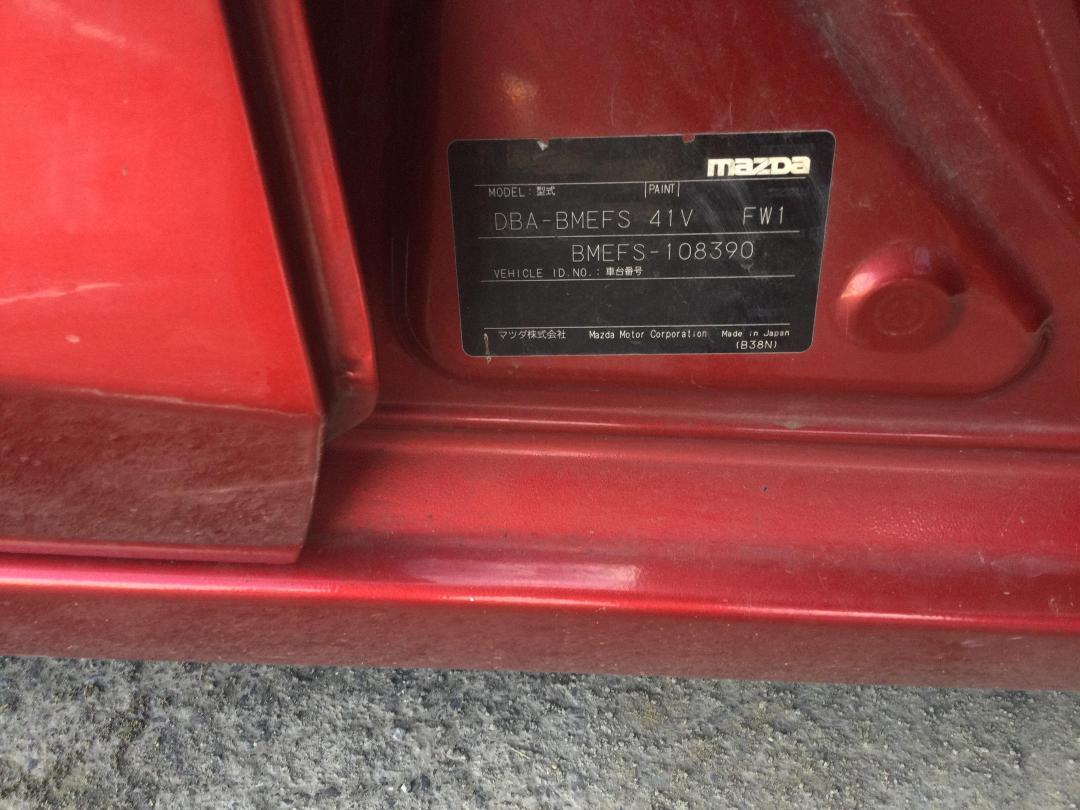 mazda
MODEL:型式 PAINT
DBA-BMEFS 41V FW1
BMEFS-108390
VEHICLE ID.NO.:車台番号
マツダ株式会社 Mazda Motor Corporation Made in Japan
(B38N)